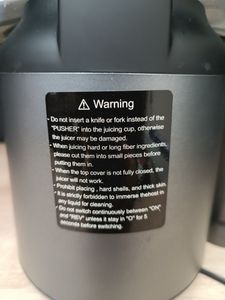 ⚠ Warning
• Do not insert a knife or fork instead of the
"PUSHER" into the juicing cup, otherwise
the juicer may be damaged.
• When juicing hard or long fiber ingredients,
please cut them into small pieces before
putting them in.
• When the top cover is not fully closed, the
juicer will not work.
• Prohibit placing , hard shells, and thick skin.
• It is strictly forbidden to immerse thehost in
any liquid for cleaning.
• Do not switch continuously between "ON"
and "REV" unless it stay in "O" for 5
seconds before switching.